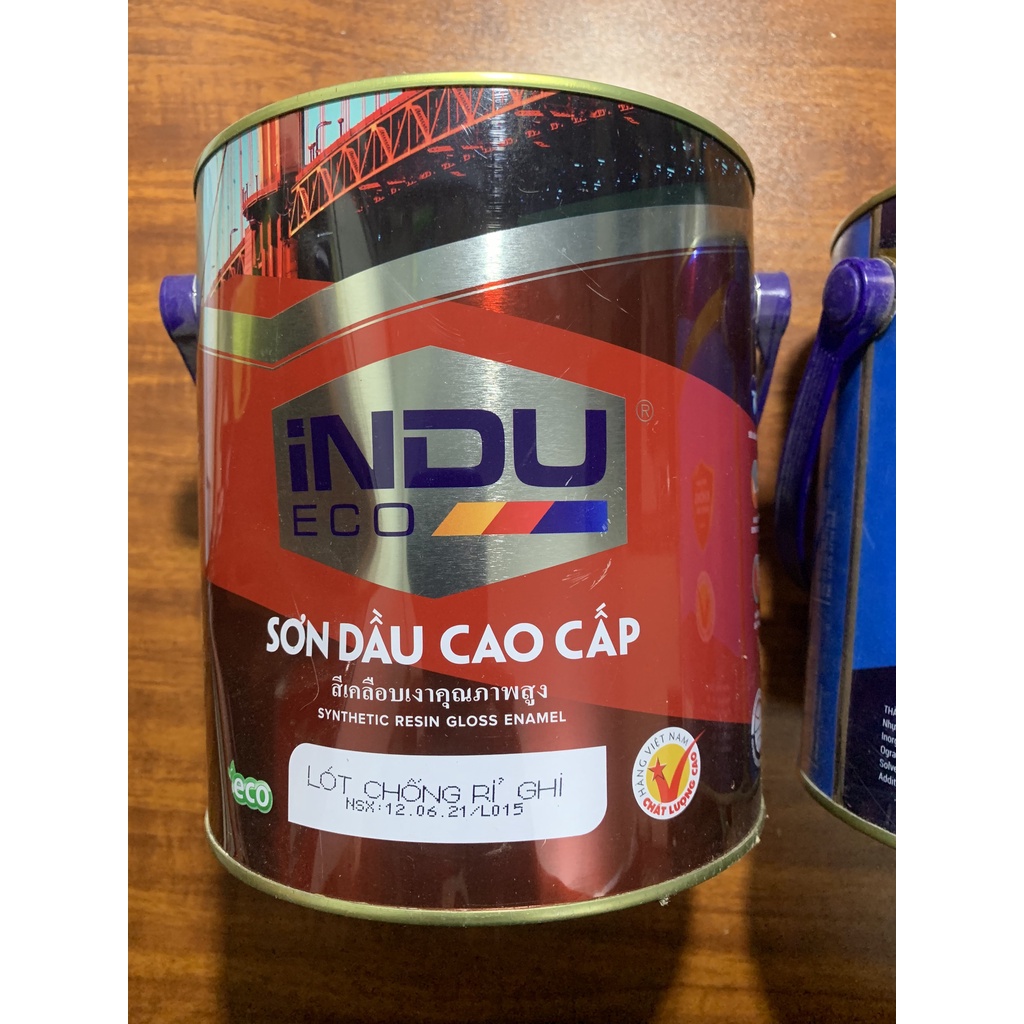 iNDU ®
ECO
SƠN DẦU CAO CẤP
สีเคลือบเงาคุณภาพสูง
SYNTHETIC RESIN GLOSS ENAMEL
LÓT CHỐNG RỈ GHI
NSX:12.06.21/L015
eco
HÀNG VIỆT NAM
CHẤT LƯỢNG CAO